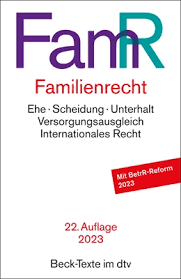 FamR
Familienrecht
Ehe · Scheidung · Unterhalt
Versorgungsausgleich
Internationales Recht
Mit BetrR-Reform
2023
22. Auflage
2023
Beck-Texte im dtv